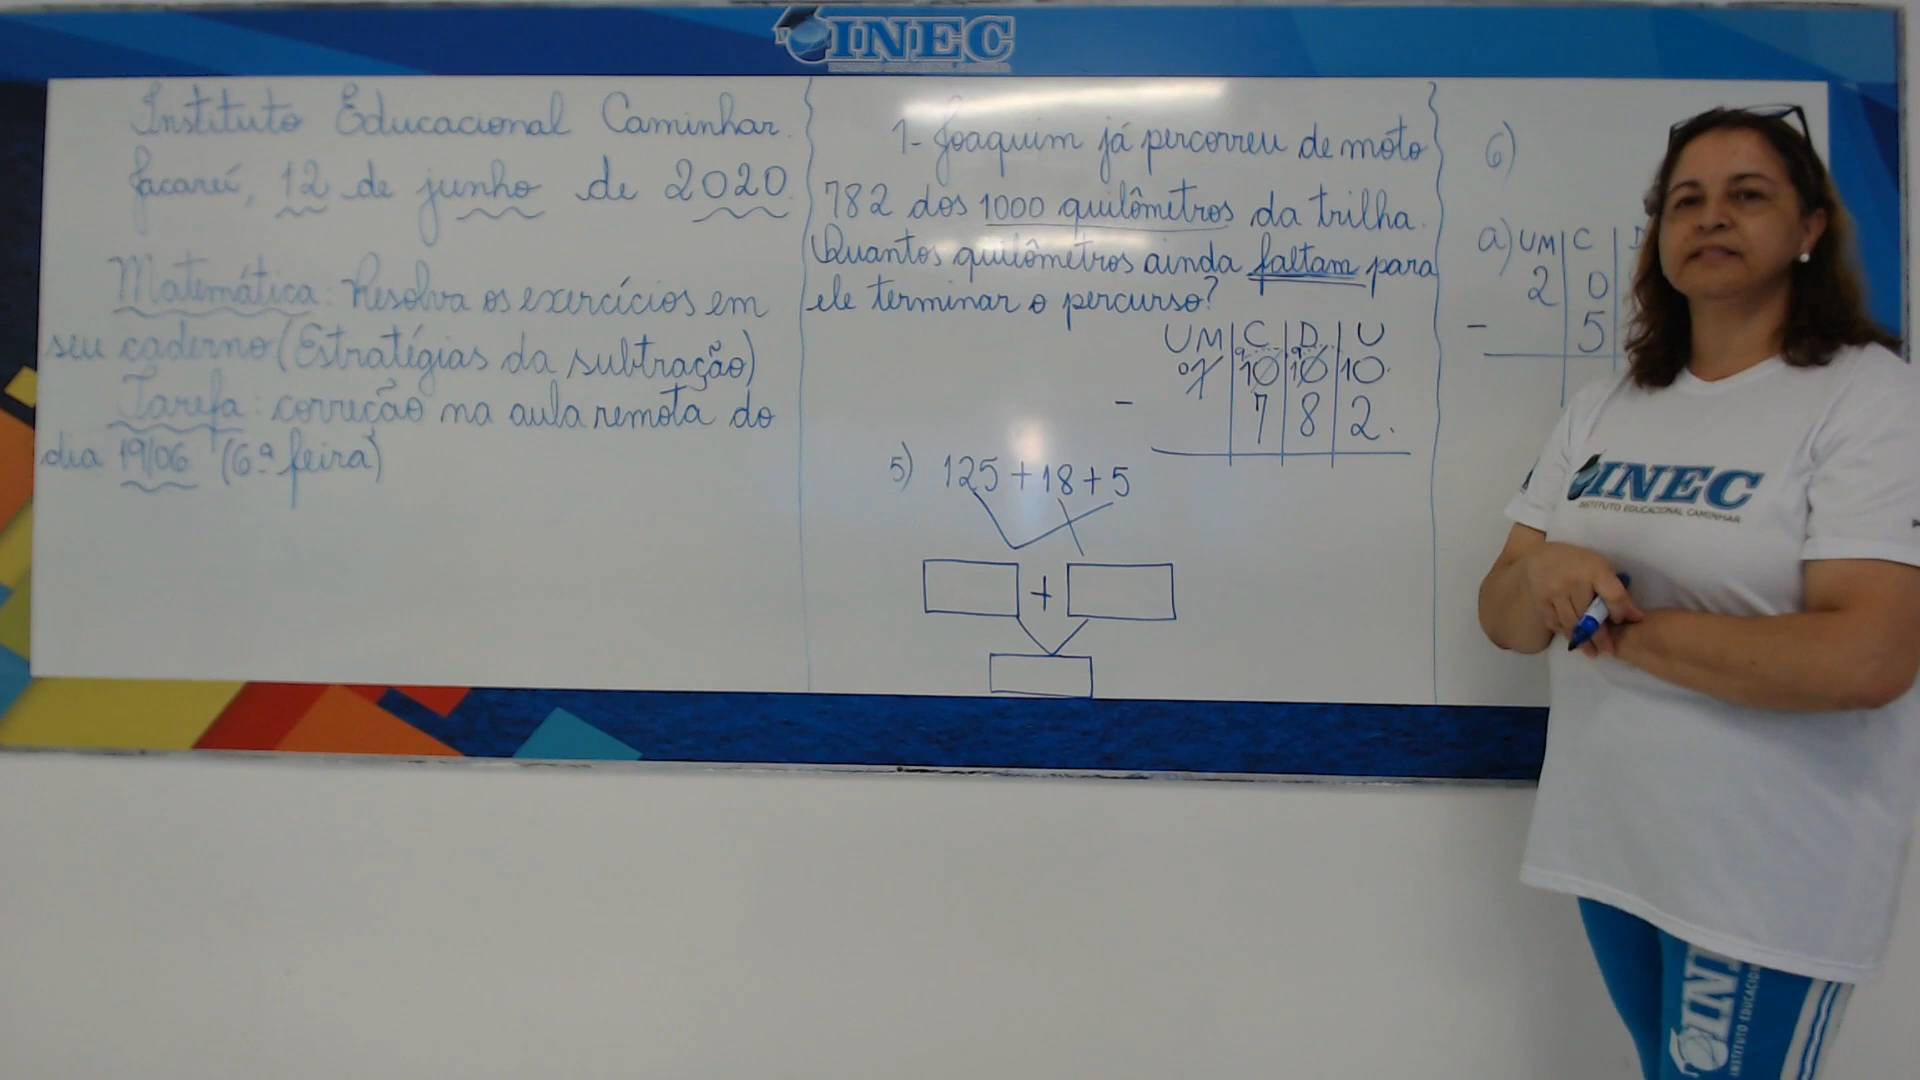 INEC
Instituto Educacional Caminhar.
Jacareí, 12 de junho de 2020.
Matemática: Resolva os exercícios em
seu caderno (Estratégias da subtração)
Tarefa: correção na aula remota do
dia 19/06 (6.ª feira)
1- Joaquim já percorreu de moto
782 dos 1000 quilômetros da trilha.
Quantos quilômetros ainda faltam para
ele terminar o percurso?
UM C D U
9 9
0 1 10 10 10
- 7 8 2
5) 125 + 18 + 5
+
6)
a) UM C
2 0
- 5
INEC
INSTITUTO EDUCACIONAL CAMINHAR
INSTITUTO EDUCACIO